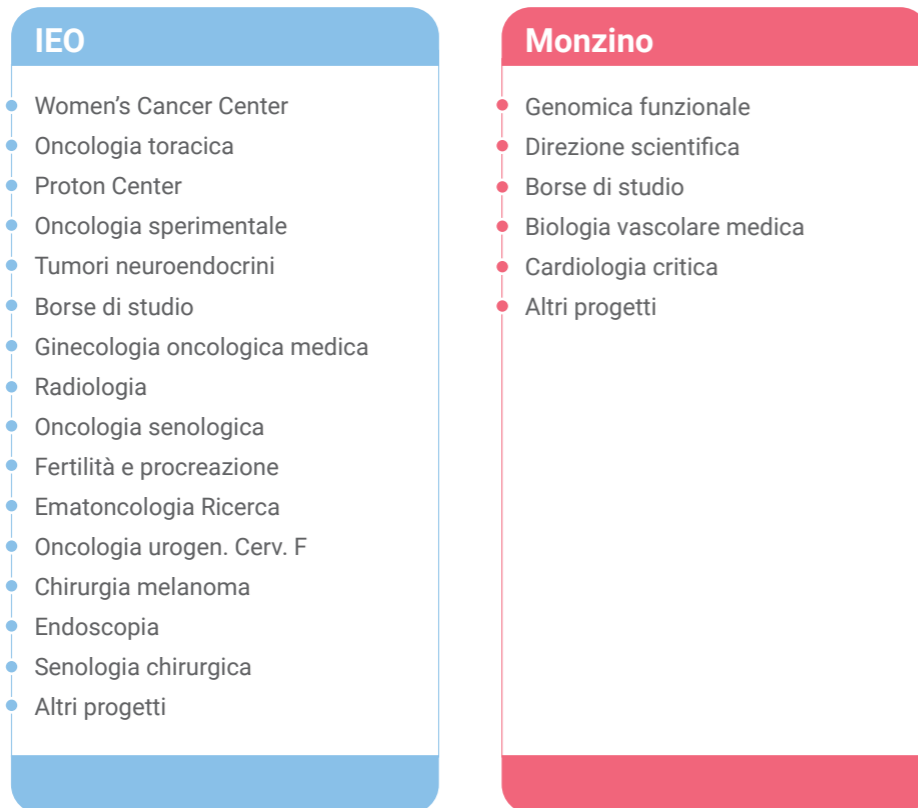 IEO
Women’s Cancer Center
Oncologia toracica
Proton Center
Oncologia sperimentale
Tumori neuroendocrini
Borse di studio
Ginecologia oncologica medica
Radiologia
Oncologia senologica
Fertilità e procreazione
Ematoncologia Ricerca
Oncologia urogen. Cerv. F
Chirurgia melanoma
Endoscopia
Senologia chirurgica
Altri progetti
Monzino
Genomica funzionale
Direzione scientifica
Borse di studio
Biologia vascolare medica
Cardiologia critica
Altri progetti